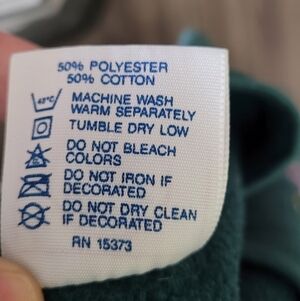 50% POLYESTER
50% COTTON
40°C MACHINE WASH
WARM SEPARATELY
TUMBLE DRY LOW
DO NOT BLEACH
COLORS
DO NOT IRON IF
DECORATED
DO NOT DRY CLEAN
IF DECORATED
RN 15373